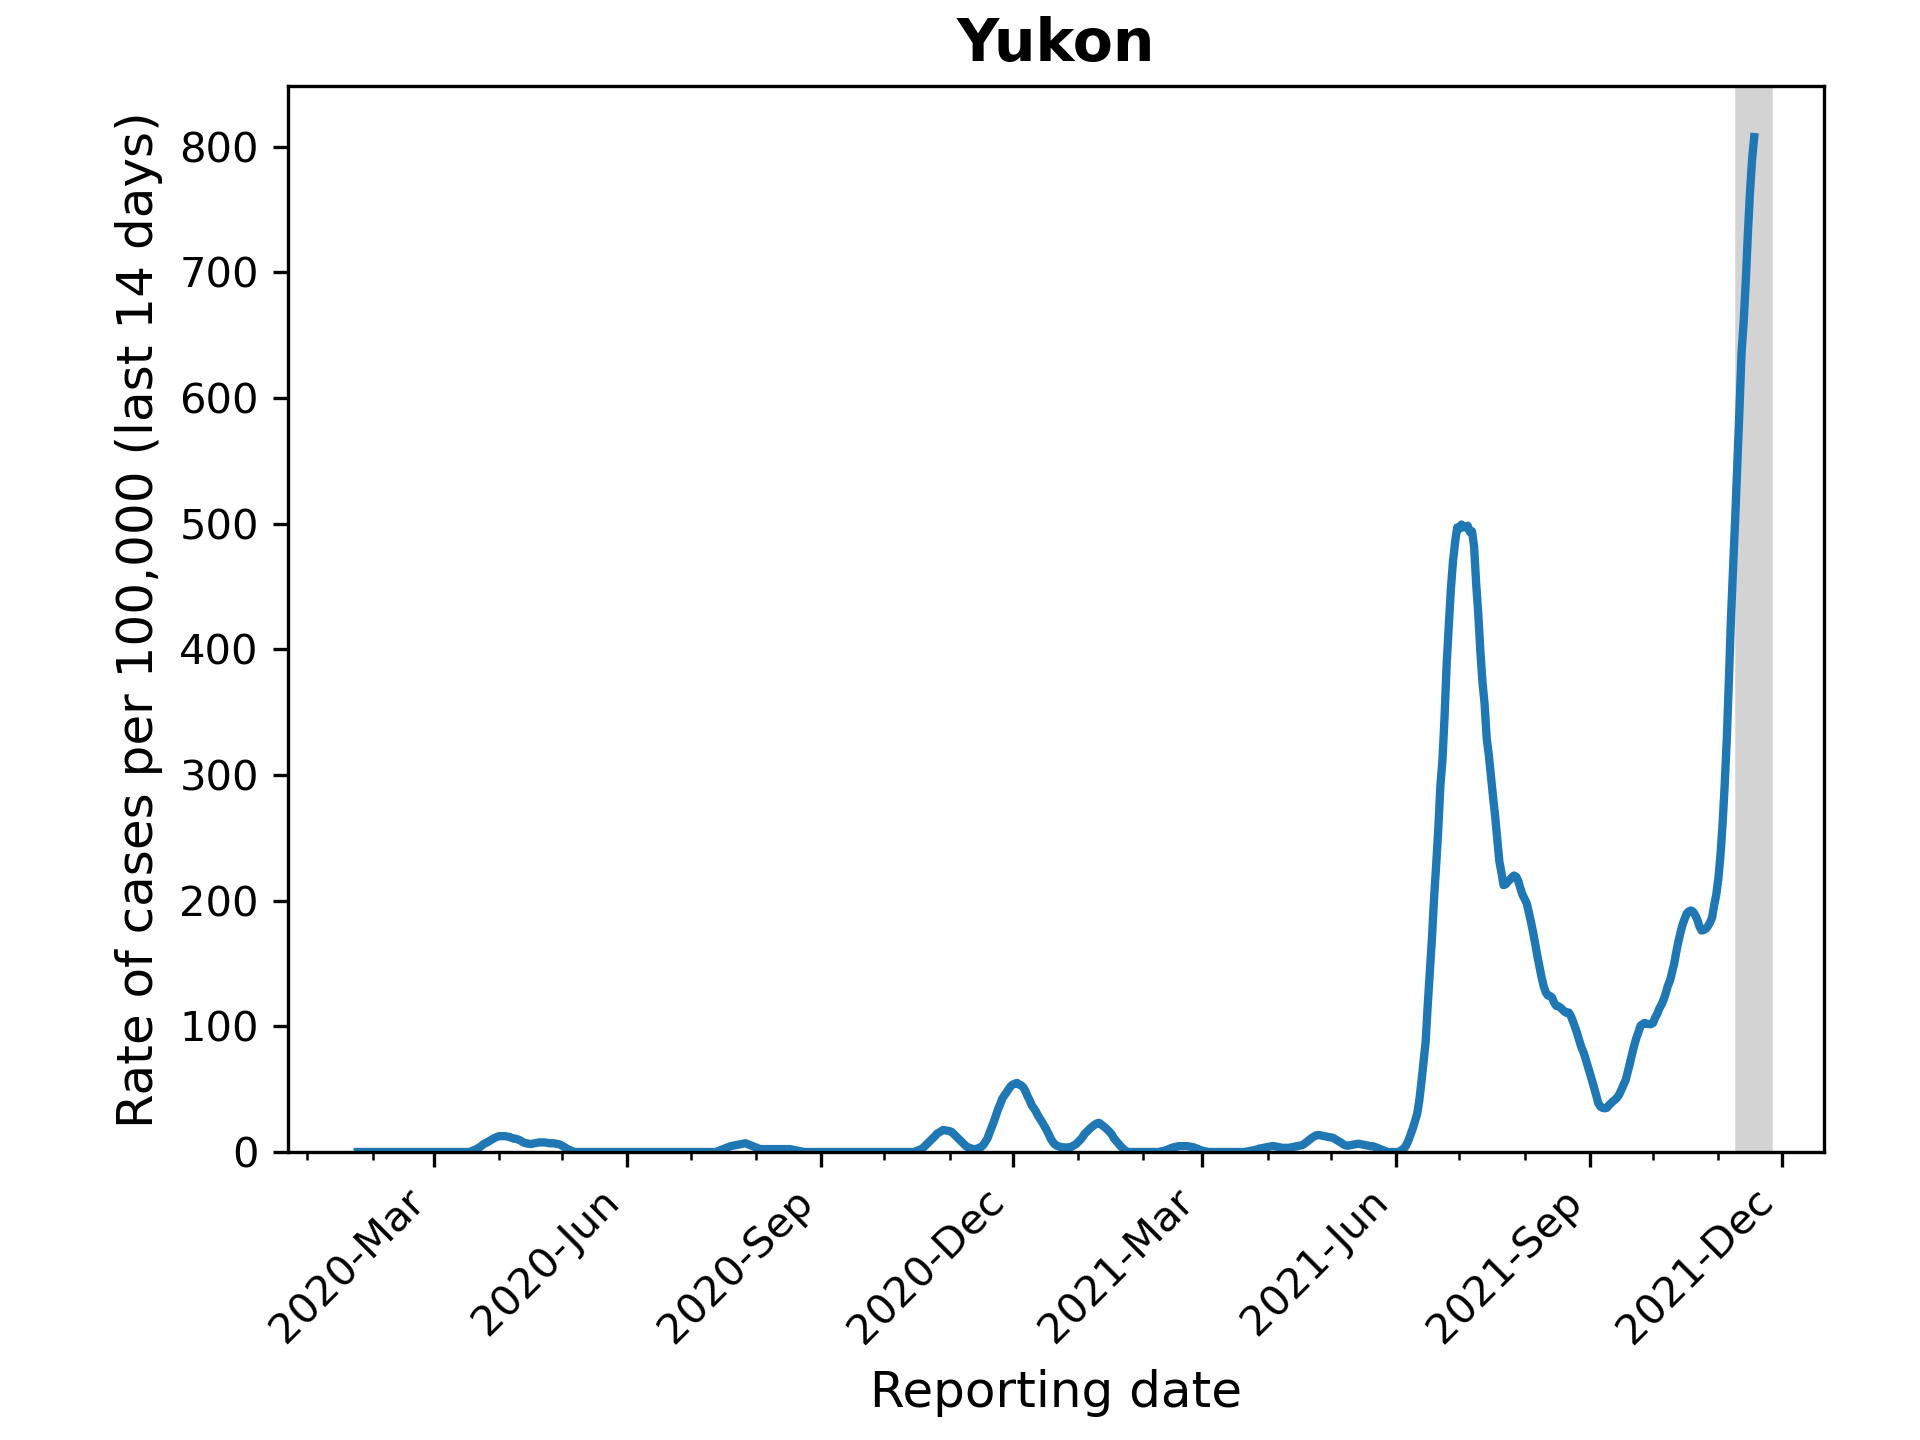 Yukon
Rate of cases per 100,000 (last 14 days)
800
700
600
500
400
300
200
100
0
2020-Mar
2020-Jun
2020-Sep
2020-Dec
2021-Mar
2021-Jun
2021-Sep
2021-Dec
Reporting date